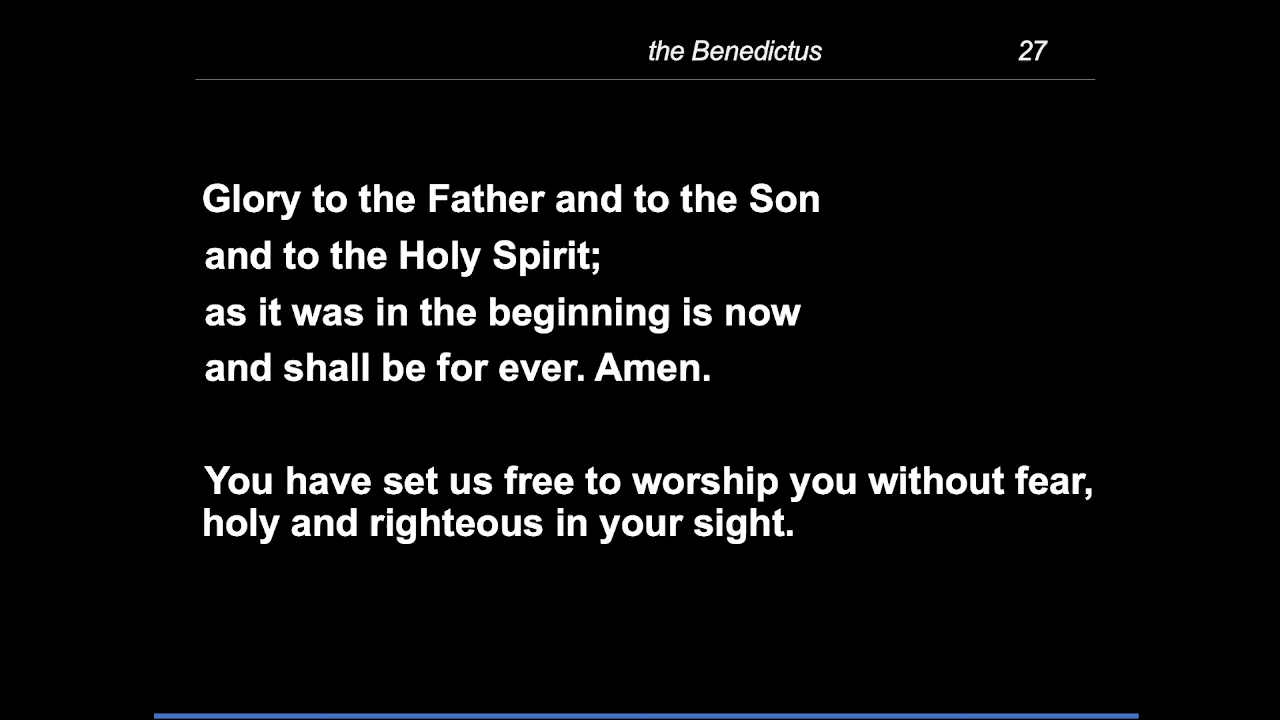 the Benedictus 27
Glory to the Father and to the Son
and to the Holy Spirit;
as it was in the beginning is now
and shall be for ever. Amen.
You have set us free to worship you without fear,
holy and righteous in your sight.